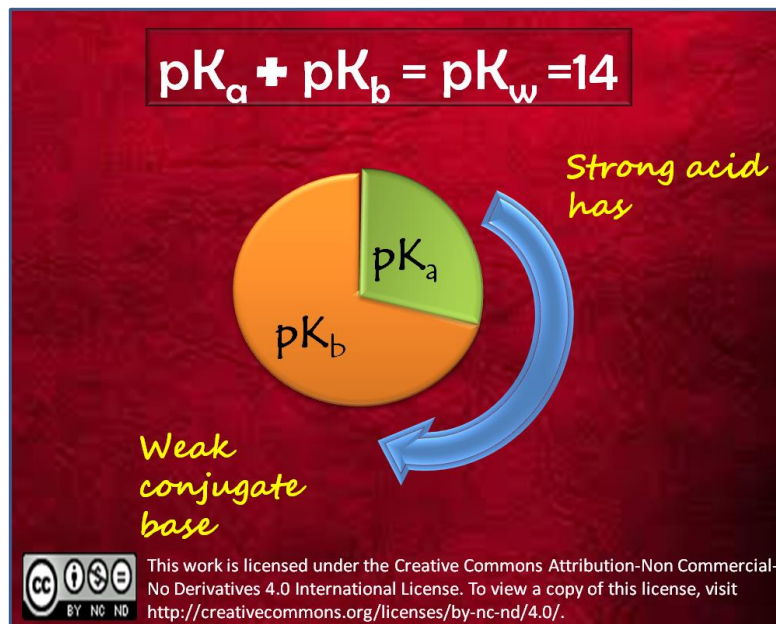 pKa + pKb = pKw =14
Strong acid
has
pKa
pKb
Weak
conjugate
base
cc BY NC ND
This work is licensed under the Creative Commons Attribution-Non Commercial-
No Derivatives 4.0 International License. To view a copy of this license, visit
http://creativecommons.org/licenses/by-nc-nd/4.0/.